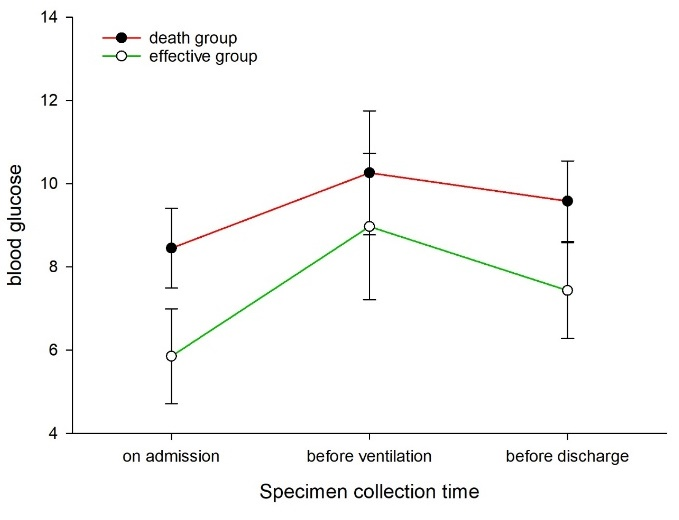 14
death group
effective group
12
10
8
6
4
blood glucose
on admission
before ventilation
before discharge
Specimen collection time